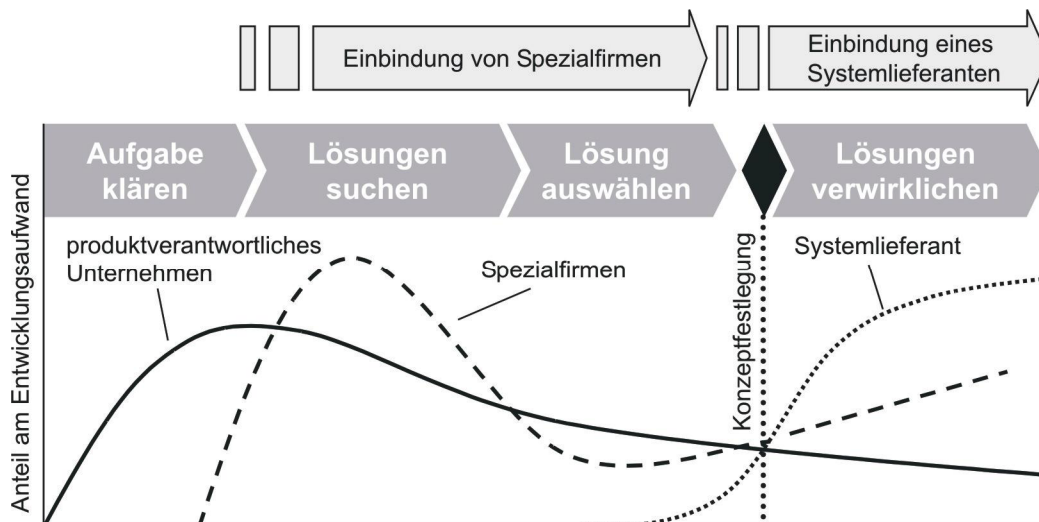 Einbindung von Spezialfirmen
Einbindung eines
Systemlieferanten
Aufgabe
klären
Lösungen
suchen
Lösung
auswählen
Lösungen
verwirklichen
Anteil am Entwicklungsaufwand
produktverantwortliches
Unternehmen
Spezialfirmen
Konzeptfestlegung
Systemlieferant